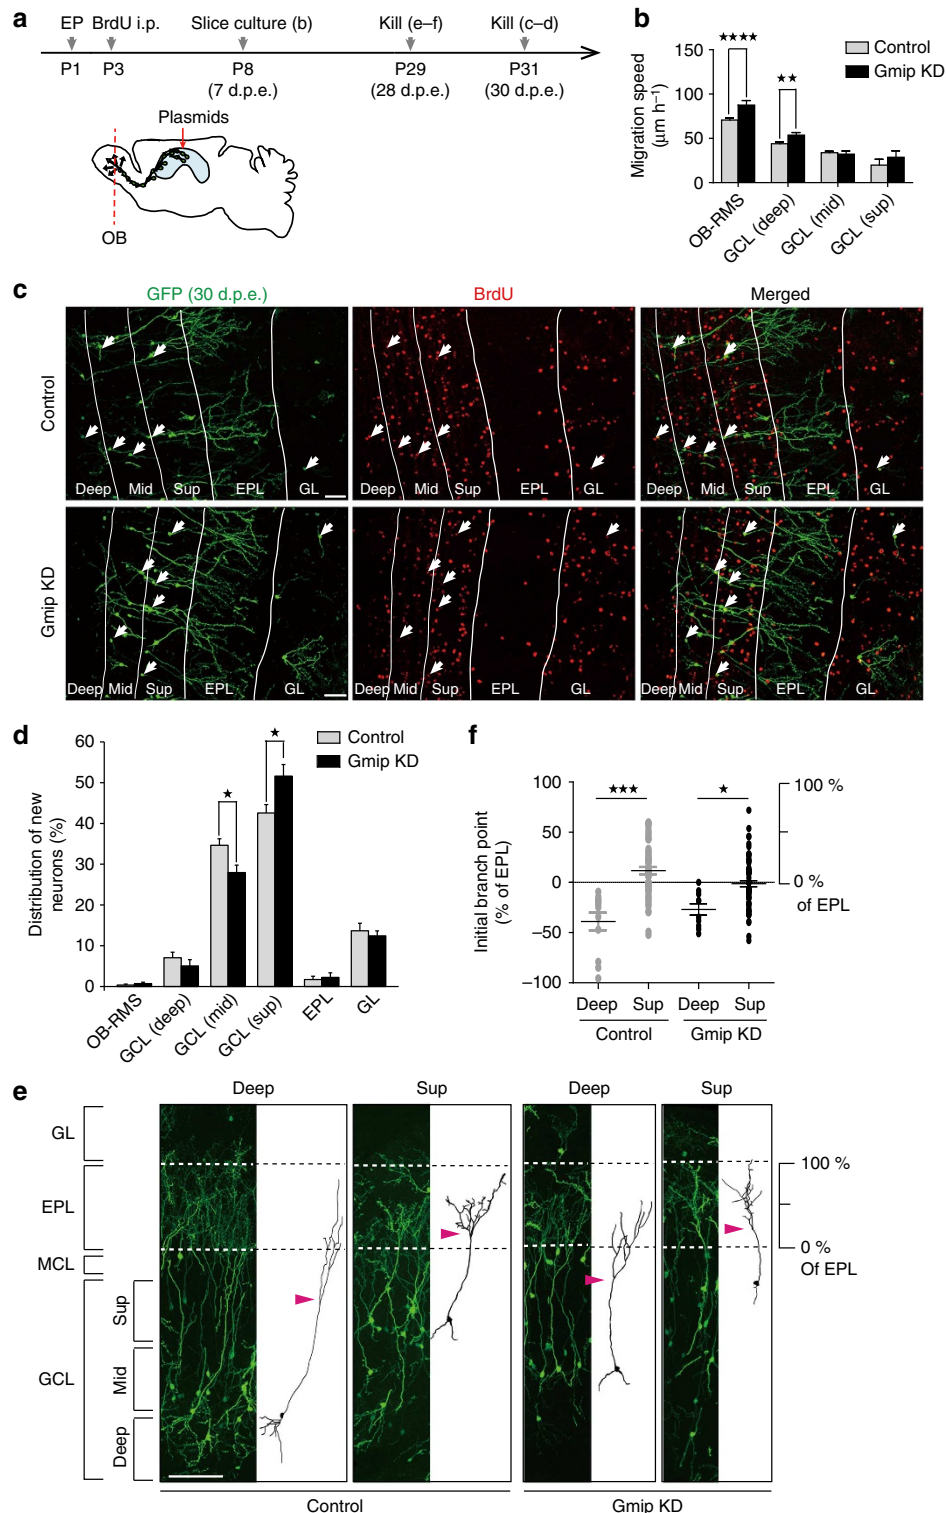 a
EP BrdU i.p. Slice culture (b) Kill (e–f) Kill (c–d)
P1 P3 P8 P29 P31
(7 d.p.e.) (28 d.p.e.) (30 d.p.e.)
Plasmids
OB
b
★★★★
★★
Control
Gmip KD
Migration speed
(μm h⁻¹)
150
100
50
0
OB-RMS
GCL (deep)
GCL (mid)
GCL (sup)
c
GFP (30 d.p.e.) BrdU Merged
Control
Deep Mid Sup EPL GL
Deep Mid Sup EPL GL
Deep Mid Sup EPL GL
Gmip KD
Deep Mid Sup EPL GL
Deep Mid Sup EPL GL
Deep Mid Sup EPL GL
d
Distribution of new
neurons (%)
60
50
40
30
20
10
0
★
★
Control
Gmip KD
OB-RMS
GCL (deep)
GCL (mid)
GCL (sup)
EPL
GL
f
Initial branch point
(% of EPL)
100
50
0
−50
−100
★★★
★
100 %
0 %
of EPL
Deep Sup Deep Sup
Control Gmip KD
e
Deep Sup Deep Sup
GL
EPL
MCL
GCL
Sup
Mid
Deep
100 %
0 %
Of EPL
Control Gmip KD